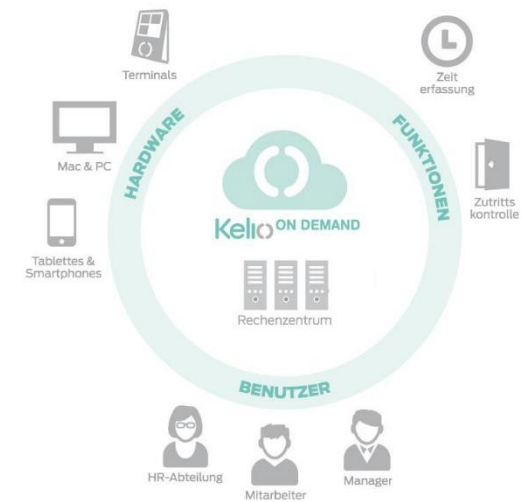 Terminals
Zeit
erfassung
HARDWARE
FUNKTIONEN
Mac & PC
Zutritts
kontrolle
Kelio ON DEMAND
Tablettes &
Smartphones
Rechenzentrum
BENUTZER
HR-Abteilung
Mitarbeiter
Manager